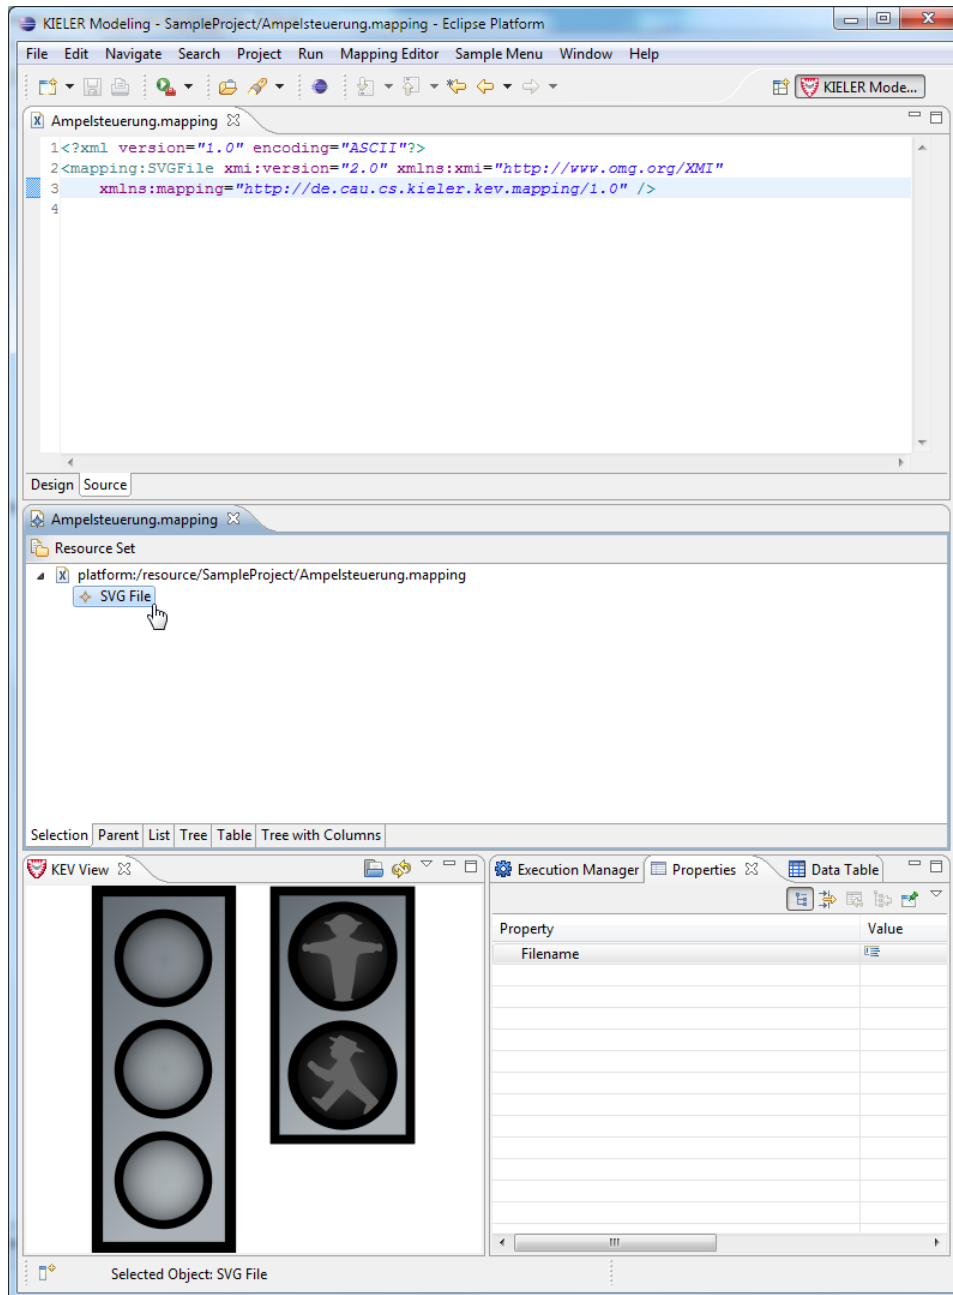 KIELER Modeling - SampleProject/Ampelsteuerung.mapping - Eclipse Platform
File Edit Navigate Search Project Run Mapping Editor Sample Menu Window Help
KIELER Mode...
Ampelsteuerung.mapping
1<?xml version="1.0" encoding="ASCII"?>
2<mapping:SVGFile xmi:version="2.0" xmlns:xmi="http://www.omg.org/XMI"
3 xmlns:mapping="http://de.cau.cs.kieler.kev.mapping/1.0" />
4
Design Source
Ampelsteuerung.mapping
Resource Set
platform:/resource/SampleProject/Ampelsteuerung.mapping
SVG File
Selection Parent List Tree Table Tree with Columns
KEV View
Execution Manager Properties Data Table
Property Value
Filename
Selected Object: SVG File